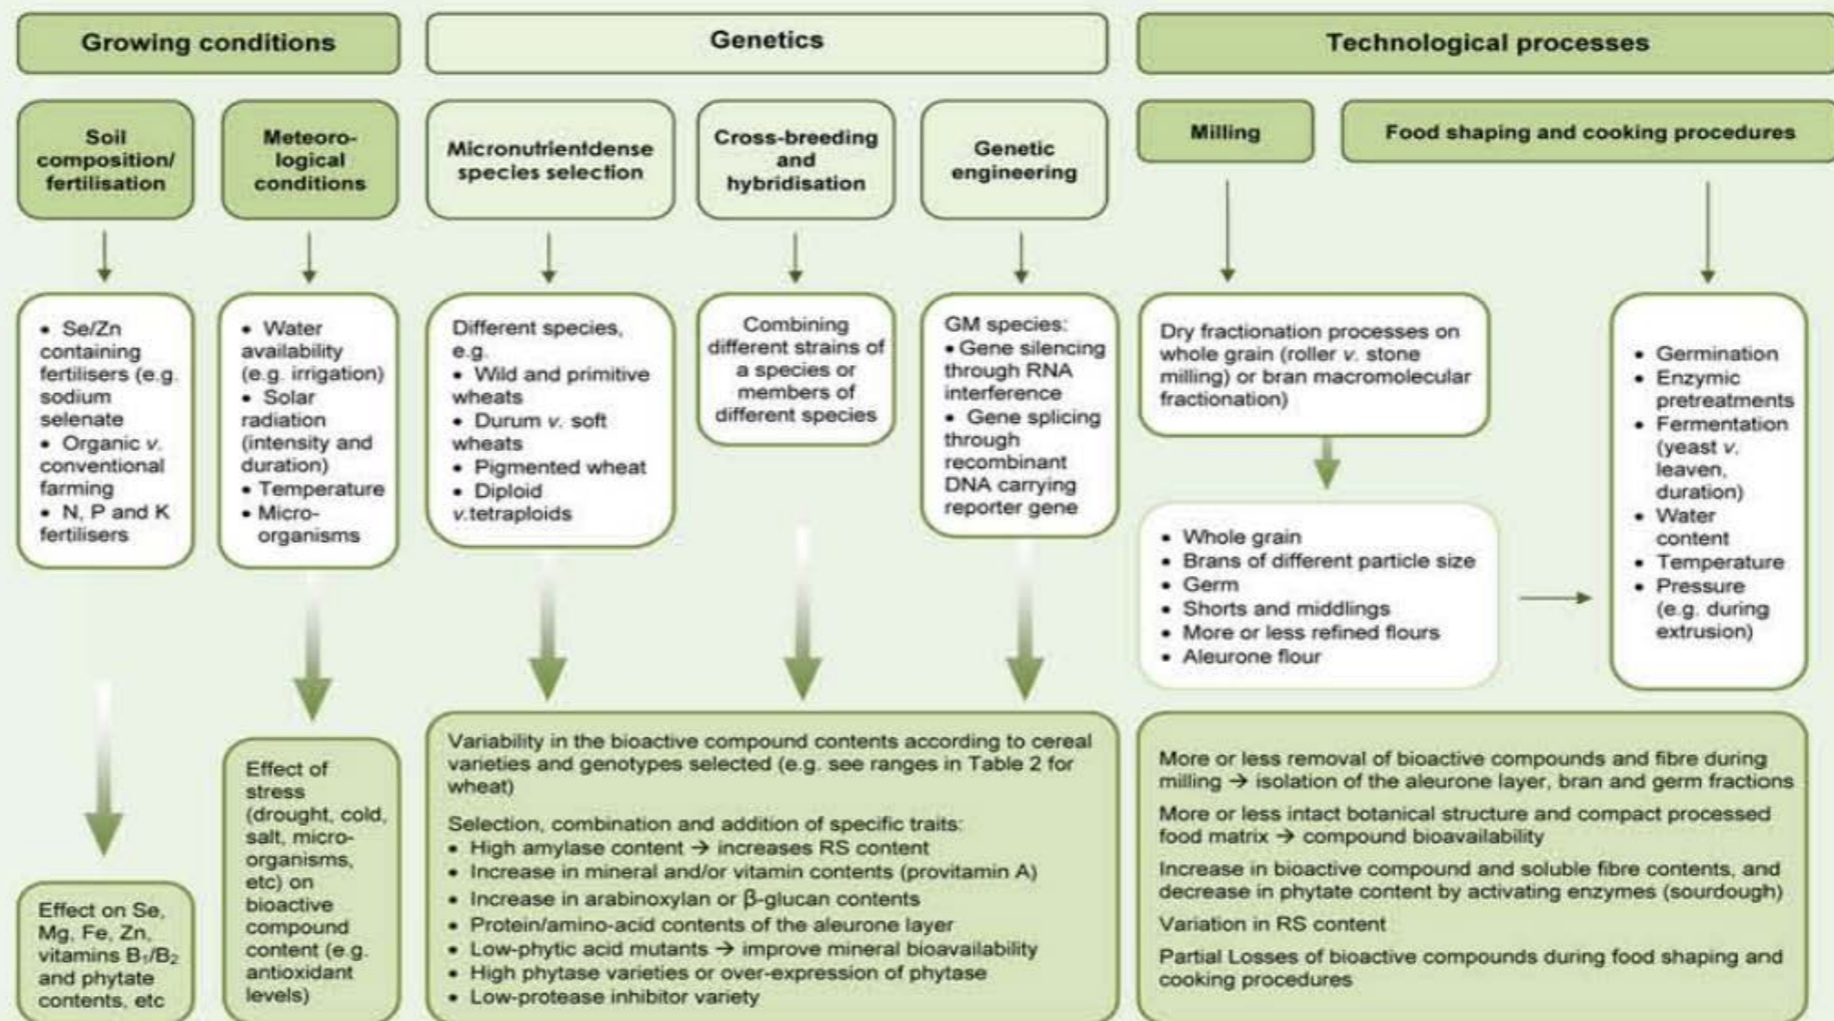 Growing conditions
Genetics
Technological processes
Soil
composition/
fertilisation
Meteoro-
logical
conditions
Micronutrientdense
species selection
Cross-breeding
and
hybridisation
Genetic
engineering
Milling
Food shaping and cooking procedures
• Se/Zn
containing
fertilisers (e.g.
sodium
selenate
• Organic v.
conventional
farming
• N, P and K
fertilisers
• Water
availability
(e.g. irrigation)
• Solar
radiation
(intensity and
duration)
• Temperature
• Micro-
organisms
Different species,
e.g.
• Wild and primitive
wheats
• Durum v. soft
wheats
• Pigmented wheat
• Diploid
v.tetraploids
Combining
different strains of
a species or
members of
different species
GM species:
• Gene silencing
through RNA
interference
• Gene splicing
through
recombinant
DNA carrying
reporter gene
Dry fractionation processes on
whole grain (roller v. stone
milling) or bran macromolecular
fractionation)
• Whole grain
• Brans of different particle size
• Germ
• Shorts and middlings
• More or less refined flours
• Aleurone flour
• Germination
• Enzymic
pretreatments
• Fermentation
(yeast v.
leaven,
duration)
• Water
content
• Temperature
• Pressure
(e.g. during
extrusion)
Effect on Se,
Mg, Fe, Zn,
vitamins B₁/B₂
and phytate
contents, etc
Effect of
stress
(drought, cold,
salt, micro-
organisms,
etc) on
bioactive
compound
content (e.g.
antioxidant
levels)
Variability in the bioactive compound contents according to cereal
varieties and genotypes selected (e.g. see ranges in Table 2 for
wheat)
Selection, combination and addition of specific traits:
• High amylase content → increases RS content
• Increase in mineral and/or vitamin contents (provitamin A)
• Increase in arabinoxylan or β-glucan contents
• Protein/amino-acid contents of the aleurone layer
• Low-phytic acid mutants → improve mineral bioavailability
• High phytase varieties or over-expression of phytase
• Low-protease inhibitor variety
More or less removal of bioactive compounds and fibre during
milling → isolation of the aleurone layer, bran and germ fractions
More or less intact botanical structure and compact processed
food matrix → compound bioavailability
Increase in bioactive compound and soluble fibre contents, and
decrease in phytate content by activating enzymes (sourdough)
Variation in RS content
Partial Losses of bioactive compounds during food shaping and
cooking procedures